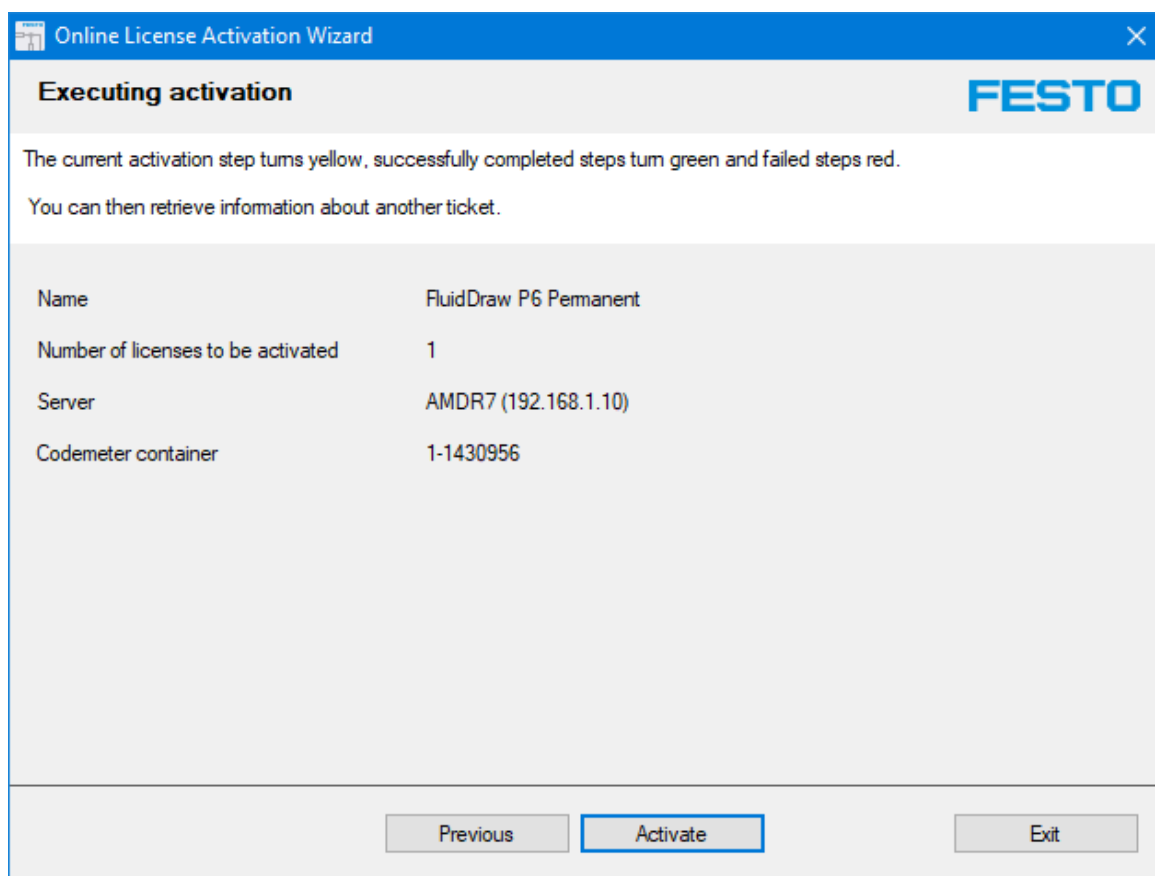 FESTO
Online License Activation Wizard
Executing activation
FESTO
The current activation step turns yellow, successfully completed steps turn green and failed steps red.
You can then retrieve information about another ticket.
Name FluidDraw P6 Permanent
Number of licenses to be activated 1
Server AMDR7 (192.168.1.10)
Codemeter container 1-1430956
Previous Activate Exit